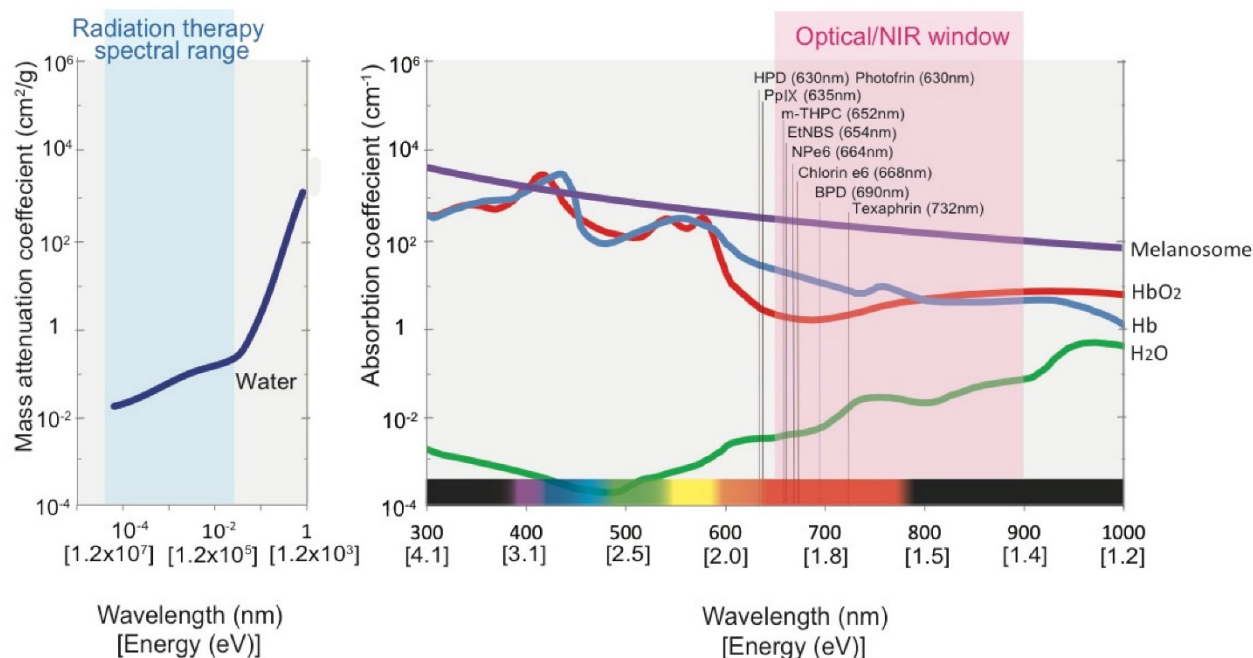 Radiation therapy
spectral range
Mass attenuation coeffecient (cm²/g)
10⁶
10⁴
10²
1
10⁻²
10⁻⁴
Water
10⁻⁴ 10⁻² 1
[1.2x10⁷] [1.2x10⁵] [1.2x10³]
Wavelength (nm)
[Energy (eV)]
Optical/NIR window
Absorbtion coeffecient (cm⁻¹)
10⁶
10⁴
10²
1
10⁻²
10⁻⁴
HPD (630nm) Photofrin (630nm)
PpIX (635nm)
m-THPC (652nm)
EtNBS (654nm)
NPe6 (664nm)
Chlorin e6 (668nm)
BPD (690nm)
Texaphrin (732nm)
Melanosome
HbO₂
Hb
H₂O
300 400 500 600 700 800 900 1000
[4.1] [3.1] [2.5] [2.0] [1.8] [1.5] [1.4] [1.2]
Wavelength (nm)
[Energy (eV)]